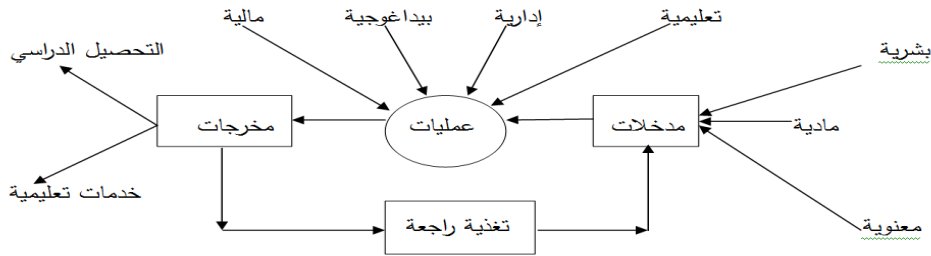 تعليمية
إدارية
بيداغوجية
مالية
بشرية
التحصيل الدراسي
مادية
مدخلات
عمليات
مخرجات
خدمات تعليمية
معنوية
تغذية راجعة